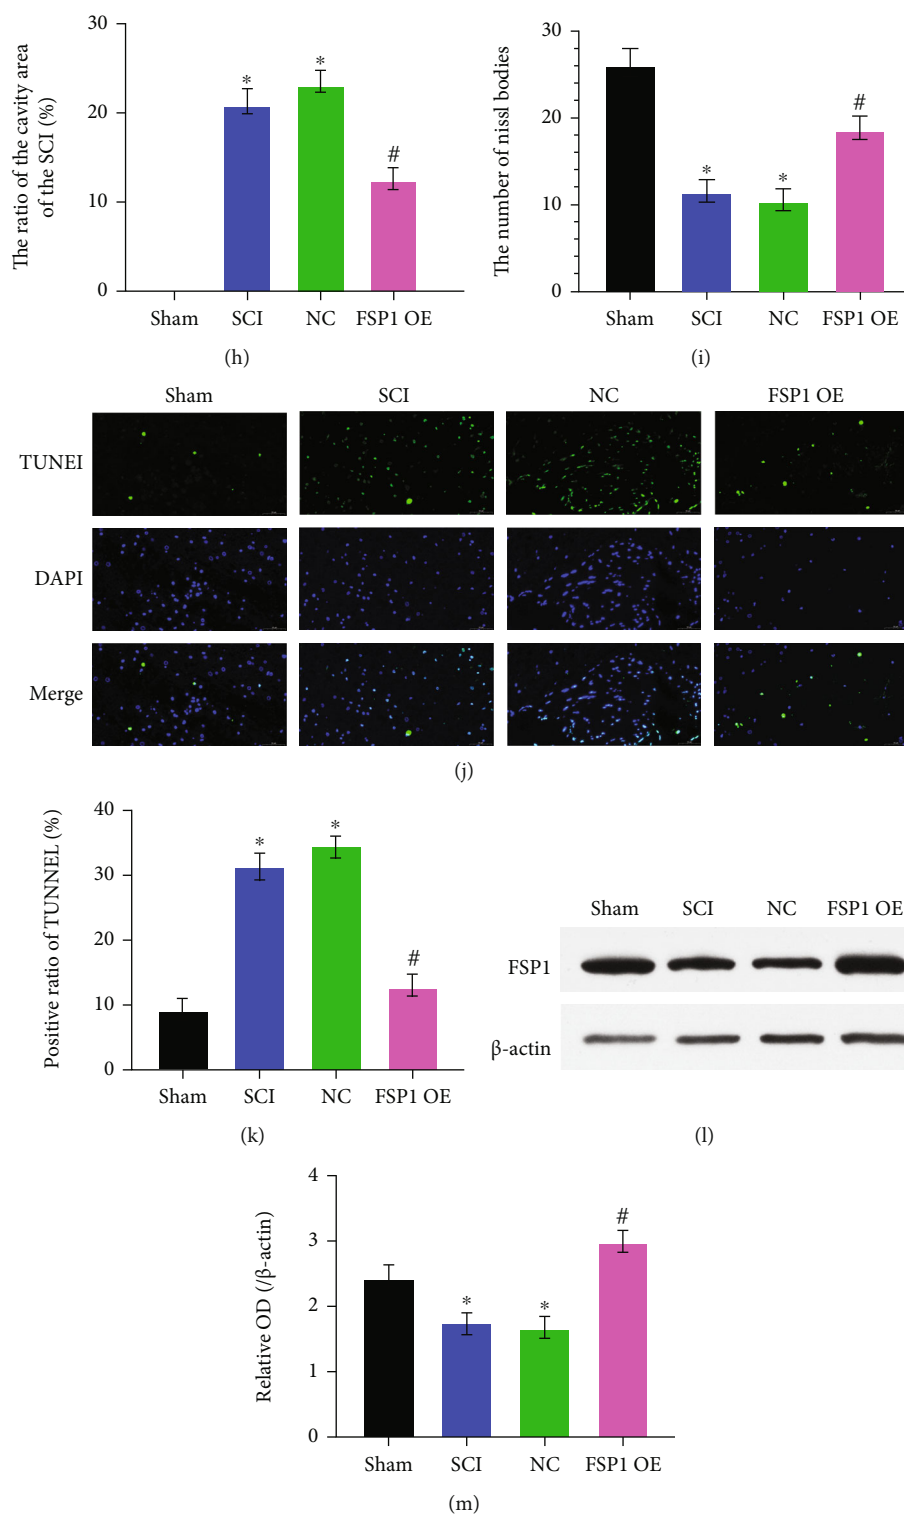 The ratio of the cavity area
of the SCI (%)
30
20
10
0
*
*
#
Sham
SCI
NC
FSP1 OE
(h)
The number of nissl bodies
30
20
10
0
*
*
#
Sham
SCI
NC
FSP1 OE
(i)
Sham
SCI
NC
FSP1 OE
TUNEI
DAPI
Merge
(j)
Positive ratio of TUNNEL (%)
40
30
20
10
0
*
*
#
Sham
SCI
NC
FSP1 OE
(k)
Sham
SCI
NC
FSP1 OE
FSP1
β-actin
(l)
Relative OD (/β-actin)
4
3
2
1
0
*
*
#
Sham
SCI
NC
FSP1 OE
(m)